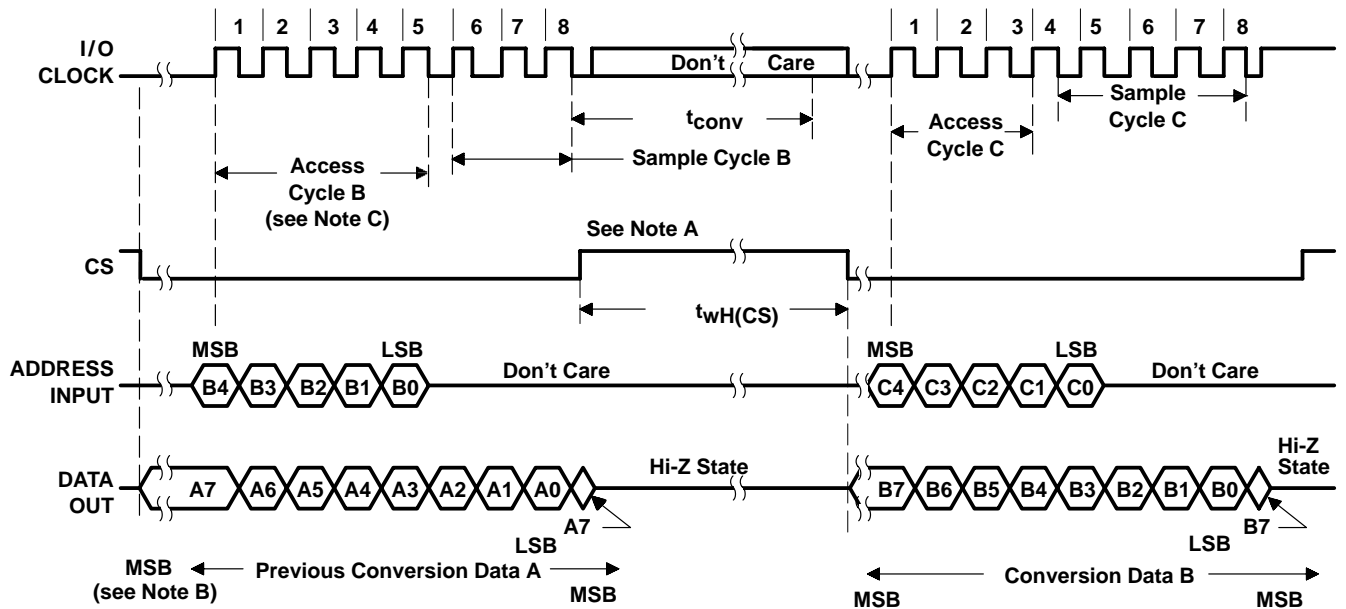 1 2 3 4 5 6 7 8 1 2 3 4 5 6 7 8
I/O
CLOCK
Don't Care
tconv
Access
Cycle B
(see Note C)
Sample Cycle B
Access
Cycle C
Sample
Cycle C
CS
See Note A
twH(CS)
ADDRESS
INPUT
MSB LSB
B4 B3 B2 B1 B0
Don't Care
MSB LSB
C4 C3 C2 C1 C0
Don't Care
DATA
OUT
A7 A6 A5 A4 A3 A2 A1 A0
Hi-Z State
B7 B6 B5 B4 B3 B2 B1 B0
Hi-Z
State
A7
LSB
B7
LSB
MSB
(see Note B)
Previous Conversion Data A
MSB
MSB
Conversion Data B
MSB